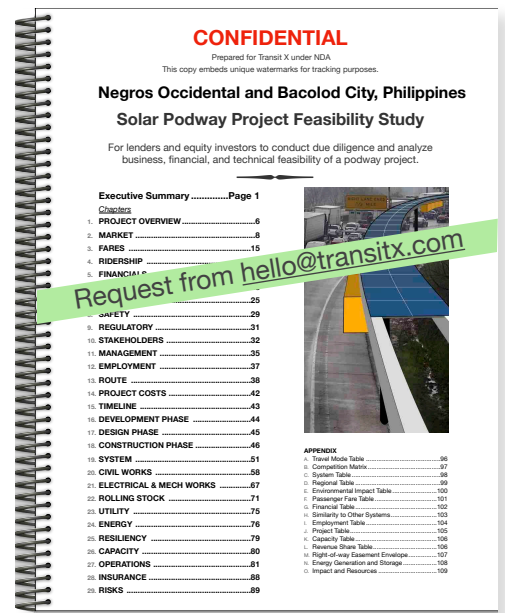 CONFIDENTIAL
Prepared for Transit X under NDA
This copy embeds unique watermarks for tracking purposes.
Negros Occidental and Bacolod City, Philippines
Solar Podway Project Feasibility Study
For lenders and equity investors to conduct due diligence and analyze
business, financial, and technical feasibility of a podway project.
Executive Summary ..............Page 1
Chapters
1. PROJECT OVERVIEW ....................................6
2. MARKET ....................................8
3. FARES ....................................15
4. RIDERSHIP
5. FINANCIALS
Request from hello@transitx.com
25
8. SAFETY ....................................29
9. REGULATORY ....................................31
10. STAKEHOLDERS ....................................32
11. MANAGEMENT ....................................35
12. EMPLOYMENT ....................................37
13. ROUTE ....................................38
14. PROJECT COSTS ....................................42
15. TIMELINE ....................................43
16. DEVELOPMENT PHASE ....................................44
17. DESIGN PHASE ....................................45
18. CONSTRUCTION PHASE ....................................46
19. SYSTEM ....................................51
20. CIVIL WORKS ....................................58
21. ELECTRICAL & MECH WORKS ............67
22. ROLLING STOCK ....................................71
23. UTILITY ....................................75
24. ENERGY ....................................76
25. RESILIENCY ....................................79
26. CAPACITY ....................................80
27. OPERATIONS ....................................81
28. INSURANCE ....................................88
29. RISKS ....................................89
APPENDIX
A. Travel Mode Table ....................................96
B. Competition Matrix ....................................97
C. System Table ....................................98
D. Regional Table ....................................99
E. Environmental Impact Table ........................100
F. Passenger Fare Table ........................101
G. Financial Table ....................................102
H. Similarity to Other Systems ........................103
I. Employment Table ........................104
J. Project Table ....................................105
K. Capacity Table ....................................106
L. Revenue Share Table ........................106
M. Right-of-way Easement Envelope ............107
N. Energy Generation and Storage ............108
O. Impact and Resources ........................109